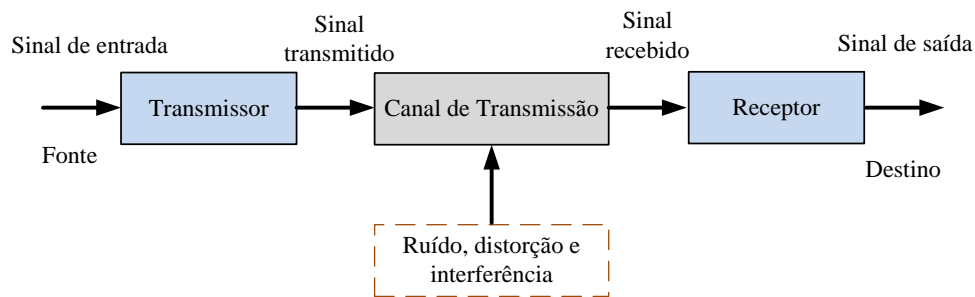 Sinal de entrada
Sinal
transmitido
Sinal
recebido
Sinal de saída
Transmissor
Canal de Transmissão
Receptor
Fonte
Destino
Ruído, distorção e
interferência